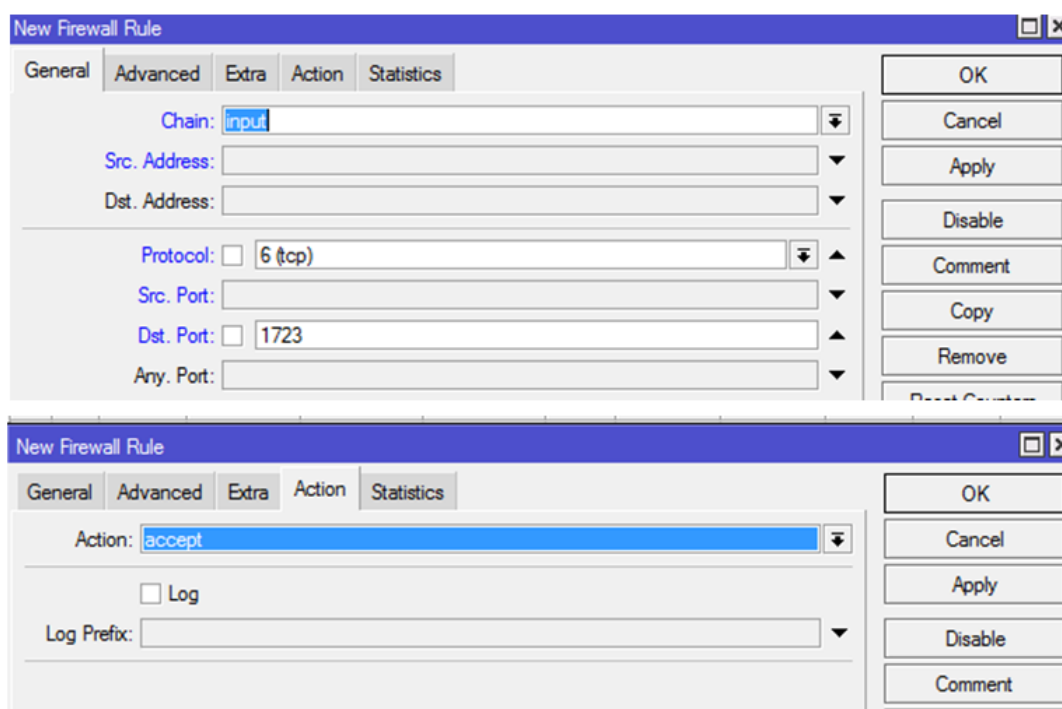 New Firewall Rule
General Advanced Extra Action Statistics
OK
Chain: input
Cancel
Src. Address:
Apply
Dst. Address:
Disable
Protocol: 6 (tcp)
Comment
Src. Port:
Copy
Dst. Port: 1723
Remove
Any. Port:
Reset Counters
New Firewall Rule
General Advanced Extra Action Statistics
OK
Action: accept
Cancel
Log
Apply
Log Prefix:
Disable
Comment